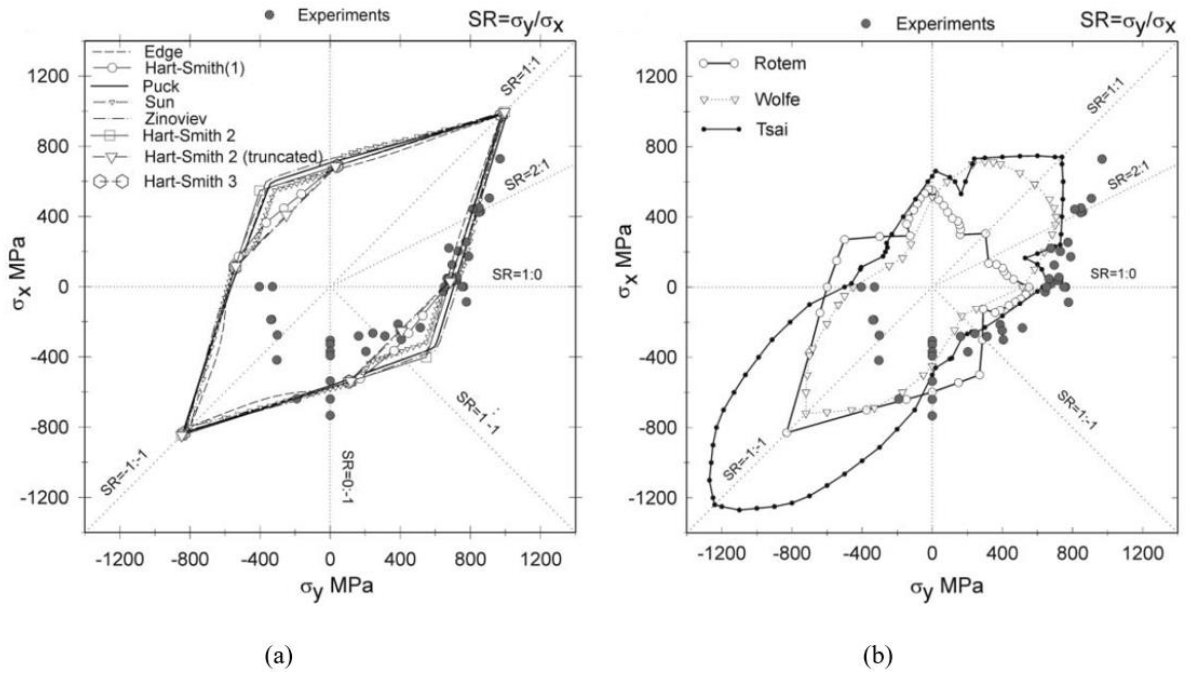 Experiments
SR=σy/σx
Edge
Hart-Smith(1)
Puck
Sun
Zinoviev
Hart-Smith 2
Hart-Smith 2 (truncated)
Hart-Smith 3
1200
800
400
0
-400
-800
-1200
σx MPa
SR=1:1
SR=2:1
SR=1:0
SR=1:-1
SR=0:-1
SR=-1:-1
-1200 -800 -400 0 400 800 1200
σy MPa
(a)
Experiments
SR=σy/σx
Rotem
Wolfe
Tsai
1200
800
400
0
-400
-800
-1200
σx MPa
SR=1:1
SR=2:1
SR=1:0
SR=1:-1
SR=-1:-1
-1200 -800 -400 0 400 800 1200
σy MPa
(b)